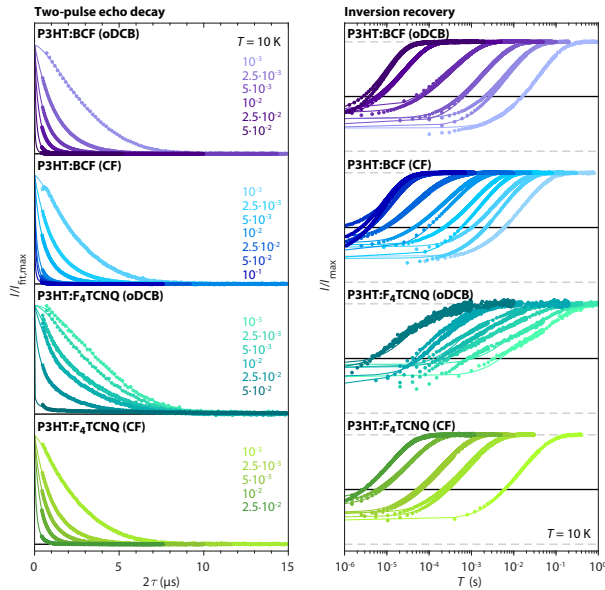 Two-pulse echo decay
P3HT:BCF (oDCB)
T = 10 K
10⁻³
2.5·10⁻³
5·10⁻³
10⁻²
2.5·10⁻²
5·10⁻²
P3HT:BCF (CF)
10⁻³
2.5·10⁻³
5·10⁻³
10⁻²
2.5·10⁻²
5·10⁻²
10⁻¹
P3HT:F₄TCNQ (oDCB)
10⁻³
2.5·10⁻³
5·10⁻³
10⁻²
2.5·10⁻²
5·10⁻²
P3HT:F₄TCNQ (CF)
10⁻³
2.5·10⁻³
5·10⁻³
10⁻²
2.5·10⁻²
I/I_fit,max
0 5 10 15
2τ (μs)
Inversion recovery
P3HT:BCF (oDCB)
P3HT:BCF (CF)
P3HT:F₄TCNQ (oDCB)
P3HT:F₄TCNQ (CF)
T = 10 K
I/I_max
10⁻⁶ 10⁻⁵ 10⁻⁴ 10⁻³ 10⁻² 10⁻¹ 10⁰
T (s)